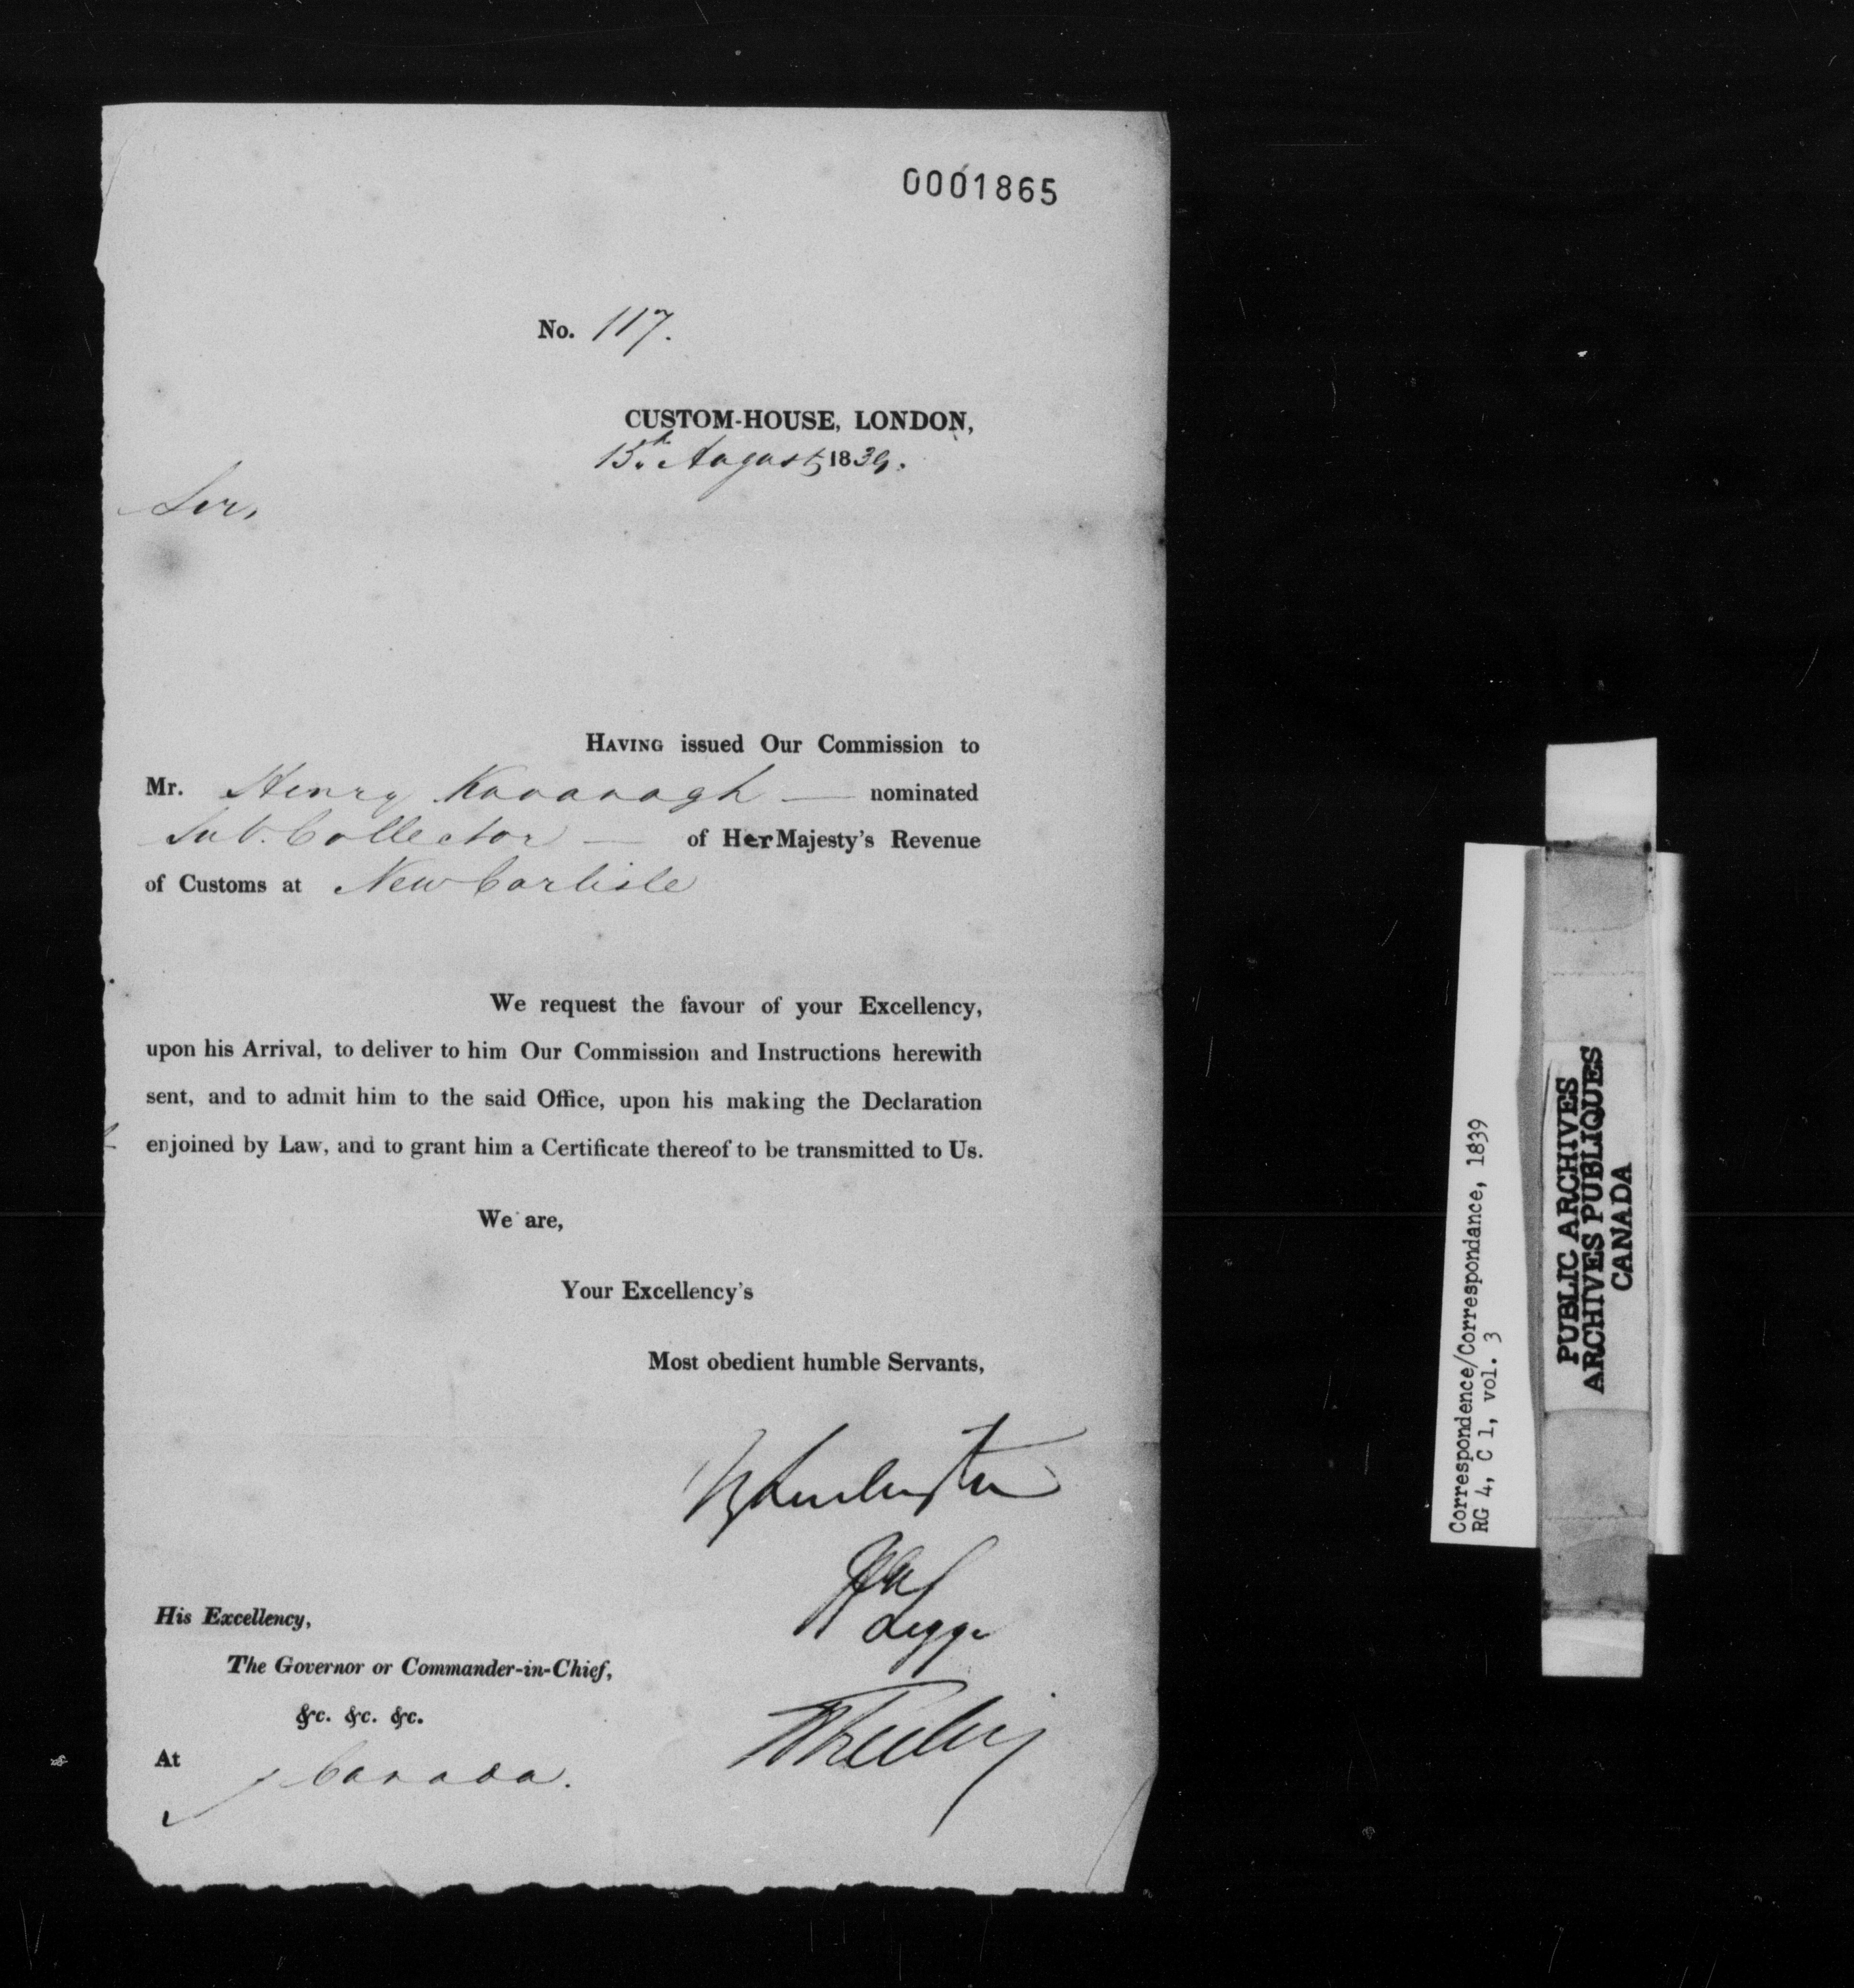 0001865
No. 117.
CUSTOM-HOUSE, LONDON,
15th August, 1839.
Sir,
HAVING issued Our Commission to
Mr. Henry Kavanagh — nominated
Sub. Collector — of Her Majesty's Revenue
of Customs at New Carlisle
We request the favour of your Excellency,
upon his Arrival, to deliver to him Our Commission and Instructions herewith
sent, and to admit him to the said Office, upon his making the Declaration
enjoined by Law, and to grant him a Certificate thereof to be transmitted to Us.
We are,
Your Excellency's
Most obedient humble Servants,
Legge
His Excellency,
The Governor or Commander-in-Chief,
&c. &c. &c.
At Canada.
Correspondence/Correspondance, 1839
RG 4, C 1, vol. 3
PUBLIC ARCHIVES
ARCHIVES PUBLIQUES
CANADA